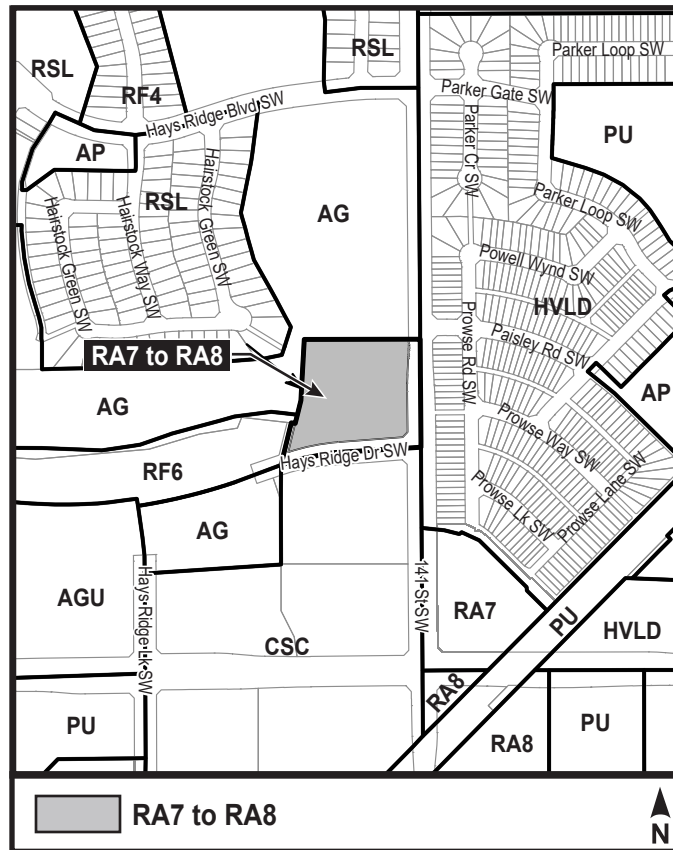 RSL
Parker Loop SW
RSL
RF4
Parker Gate SW
Hays Ridge Blvd SW
PU
AP
Parker Cr SW
Hairstock Green SW
RSL
Parker Loop SW
AG
Hairstock Green SW
Hairstock Way SW
Powell Wynd SW
HVLD
Prowse Rd SW
Paisley Rd SW
RA7 to RA8
AP
AG
Prowse Way SW
Hays Ridge Dr SW
RF6
Prowse Lane SW
Prowse Lk SW
AG
141 St SW
AGU
Hays Ridge Lk SW
RA7
PU
HVLD
CSC
RA8
PU
RA8
PU
RA7 to RA8
N